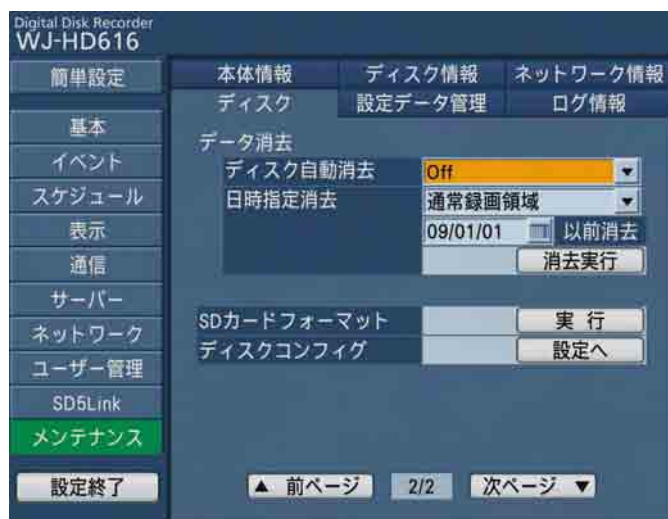 Digital Disk Recorder
WJ-HD616
簡単設定
基本
イベント
スケジュール
表示
通信
サーバー
ネットワーク
ユーザー管理
SD5Link
メンテナンス
設定終了
本体情報 ディスク情報 ネットワーク情報
ディスク 設定データ管理 ログ情報
データ消去
ディスク自動消去 Off
日時指定消去 通常録画領域
09/01/01 以前消去
消去実行
SDカードフォーマット 実 行
ディスクコンフィグ 設定へ
▲ 前ページ 2/2 次ページ ▼